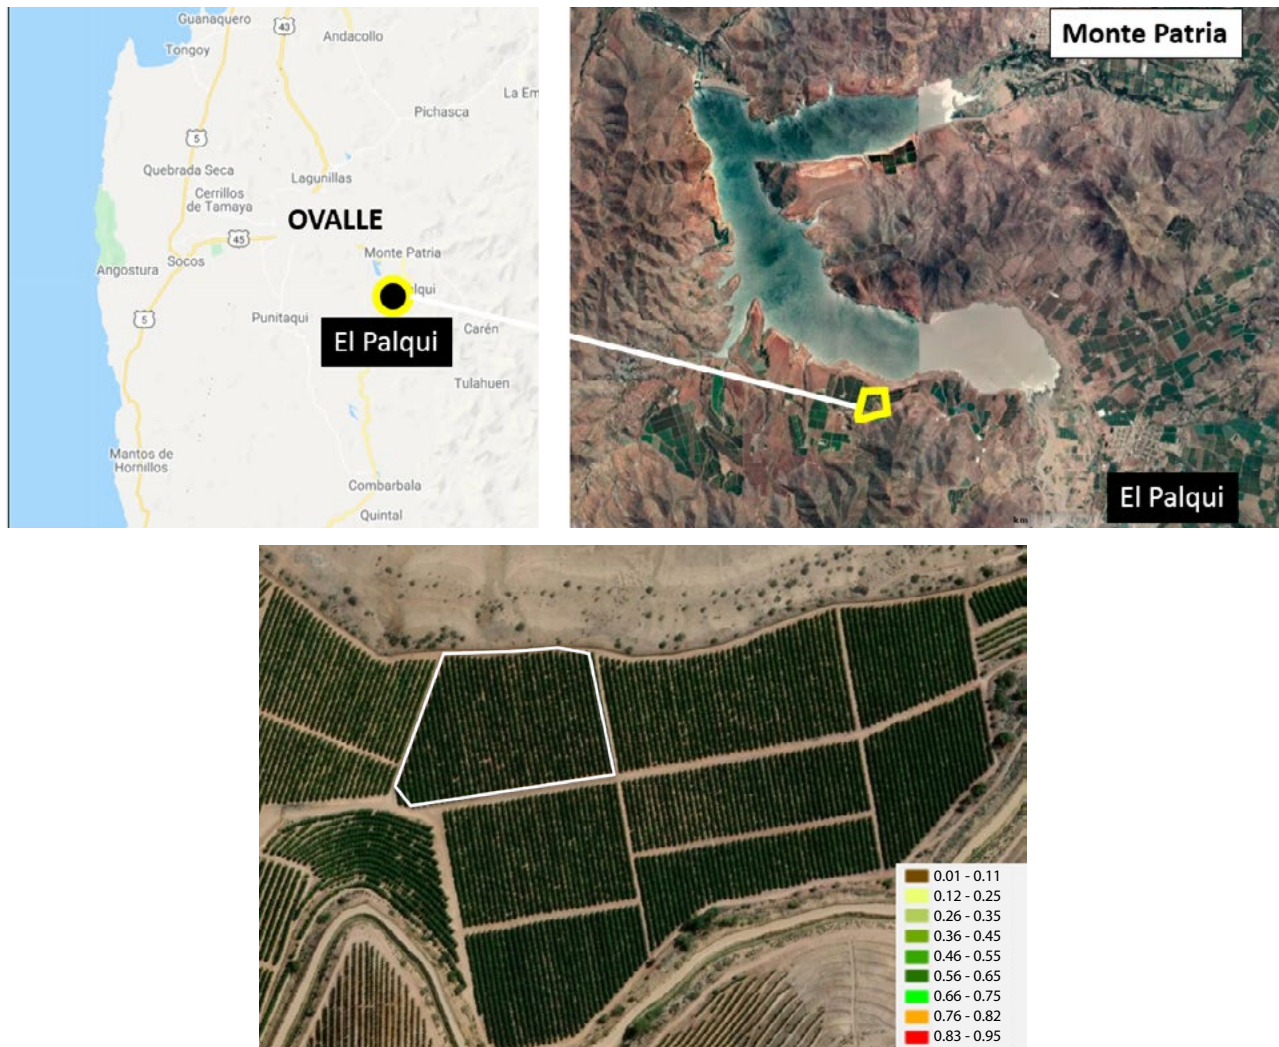 Guanaquero
43
Tongoy
Andacollo
La Em
Pichasca
5
Quebrada Seca
Lagunillas
Cerrillos
de Tamaya
OVALLE
45
Monte Patria
Socos
Angostura
lqui
5
Punitaqui
Carén
El Palqui
Tulahuen
Mantos de
Hornillos
Combarbala
Quintal
Monte Patria
El Palqui
km
0.01 - 0.11
0.12 - 0.25
0.26 - 0.35
0.36 - 0.45
0.46 - 0.55
0.56 - 0.65
0.66 - 0.75
0.76 - 0.82
0.83 - 0.95